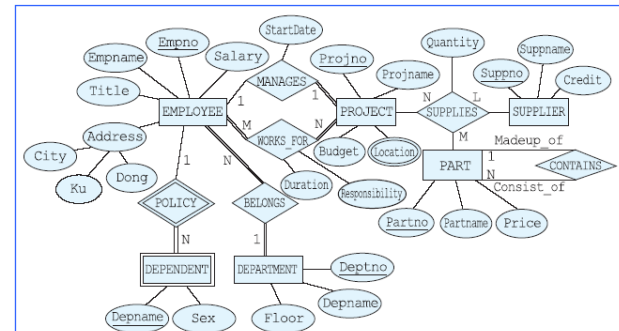 StartDate
Quantity
Suppname
Empno
Empname
Salary
Projno
Suppno
Credit
Title
MANAGES
Projname
1
1
N
L
EMPLOYEE
PROJECT
SUPPLIES
SUPPLIER
Address
M
N
M
WORKS_FOR
Budget
Location
Madeup_of
City
Ku
Dong
1
N
PART
1
N
CONTAINS
Consist_of
Duration
Responsibility
POLICY
BELONGS
Partno
Partname
Price
N
1
DEPENDENT
DEPARTMENT
Deptno
Depname
Depname
Sex
Floor